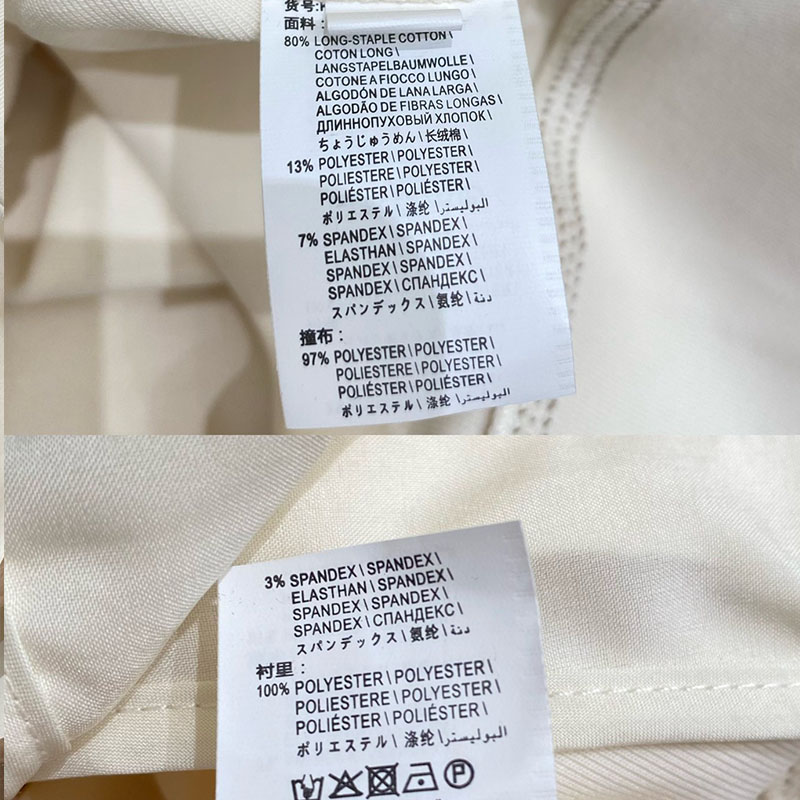 货号:
面料:
80% LONG-STAPLE COTTON\
COTTON LONG\
LANGSTAPELBAUMWOLLE\
COTONE A FIOCCO LUNGO\
ALGODÓN DE LANA LARGA\
ALGODÃO DE FIBRAS LONGAS\
ДЛИННОПУХОВЫЙ ХЛОПОК\
ちょうじゅうめん\长绒棉\
13% POLYESTER\POLYESTER\
POLIESTERE\POLYESTER\
POLIÉSTER\POLIÉSTER\
ポリエステル\涤纶\البوليستر\
7% SPANDEX\SPANDEX\
ELASTHAN\SPANDEX\
SPANDEX\SPANDEX\
SPANDEX\СПАНДЕКС\
スパンデックス\氨纶\دنة\
撞布:
97% POLYESTER\POLYESTER\
POLIESTERE\POLYESTER\
POLIÉSTER\POLIÉSTER\
ポリエステル\涤纶\البوليستر\
3% SPANDEX\SPANDEX\
ELASTHAN\SPANDEX\
SPANDEX\SPANDEX\
SPANDEX\СПАНДЕКС\
スパンデックス\氨纶\دنة\
衬里:
100% POLYESTER\POLYESTER\
POLIESTERE\POLYESTER\
POLIÉSTER\POLIÉSTER\
ポリエステル\涤纶\البوليستر\